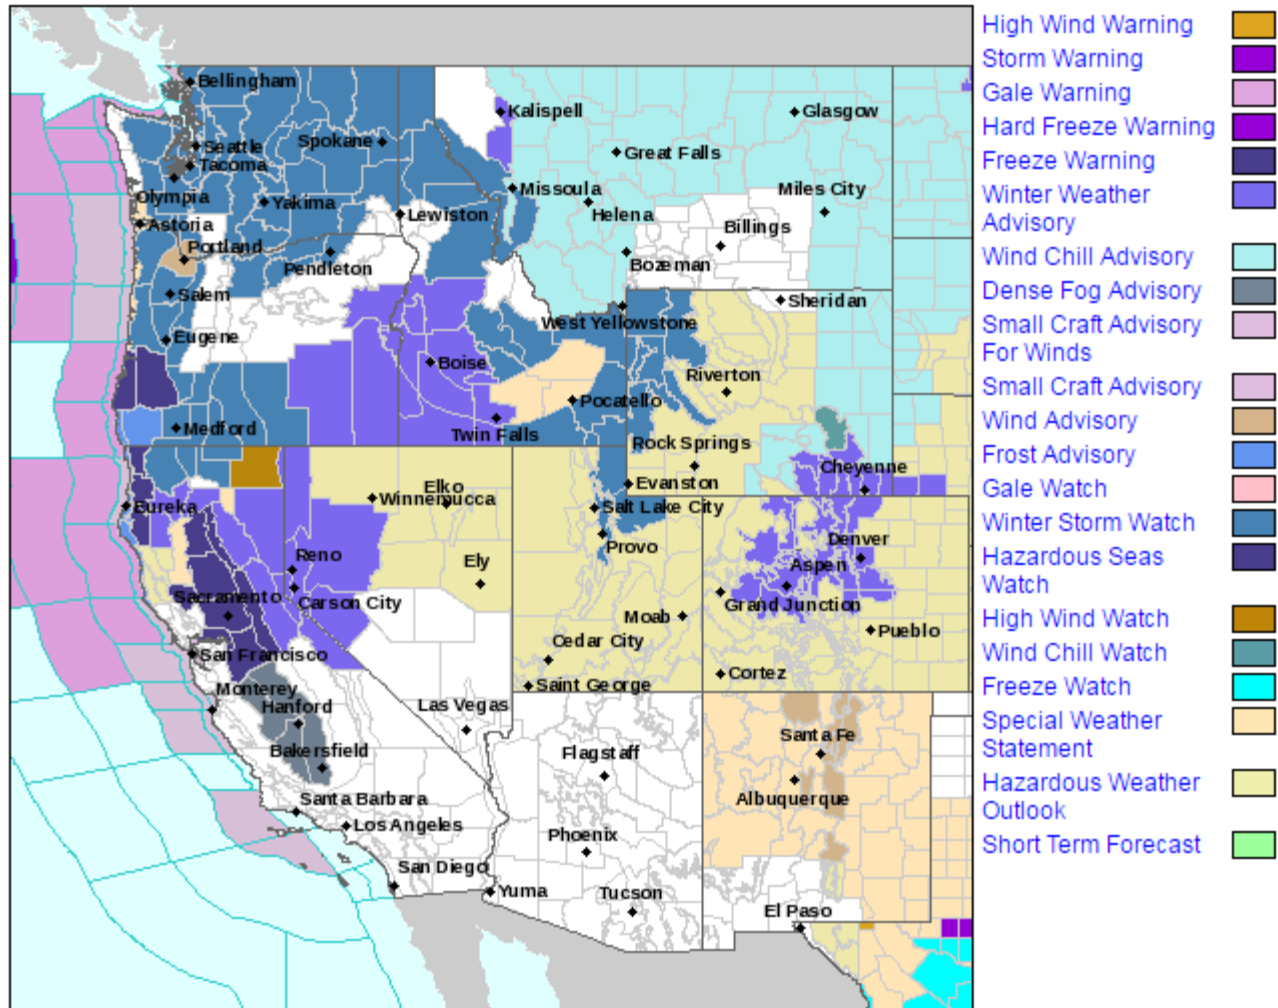 Bellingham
Kalispell
Glasgow
Seattle
Spokane
Great Falls
Tacoma
Missoula
Miles City
Olympia
Yakima
Helena
Lewiston
Astoria
Billings
Portland
Pendleton
Bozeman
Salem
Sheridan
West Yellowstone
Eugene
Boise
Riverton
Pocatello
Medford
Twin Falls
Rock Springs
Cheyenne
Elko
Evanston
Winnemucca
Eureka
Salt Lake City
Denver
Provo
Reno
Ely
Aspen
Sacramento
Carson City
Grand Junction
Moab
Pueblo
Cedar City
San Francisco
Cortez
Monterey
Saint George
Hanford
Las Vegas
Santa Fe
Bakersfield
Flagstaff
Santa Barbara
Albuquerque
Los Angeles
Phoenix
San Diego
Yuma
Tucson
El Paso
High Wind Warning
Storm Warning
Gale Warning
Hard Freeze Warning
Freeze Warning
Winter Weather
Advisory
Wind Chill Advisory
Dense Fog Advisory
Small Craft Advisory
For Winds
Small Craft Advisory
Wind Advisory
Frost Advisory
Gale Watch
Winter Storm Watch
Hazardous Seas
Watch
High Wind Watch
Wind Chill Watch
Freeze Watch
Special Weather
Statement
Hazardous Weather
Outlook
Short Term Forecast